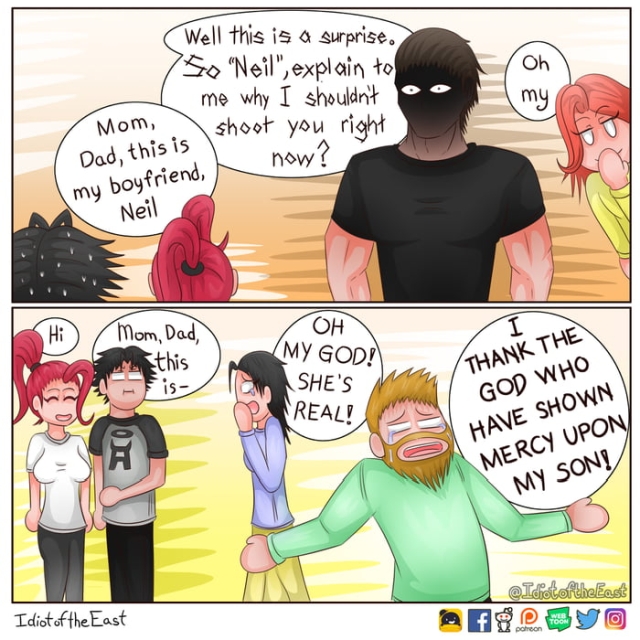 Well this is a surprise.
So "Neil", explain to
me why I shouldn't
shoot you right
now?
Oh
my
Mom,
Dad, this is
my boyfriend,
Neil
Hi
Mom, Dad,
this
is-
OH
MY GOD!
SHE'S
REAL!
I
THANK THE
GOD WHO
HAVE SHOWN
MERCY UPON
MY SON!
@IdiotoftheEast
IdiotoftheEast
patreon
WEB
TOON